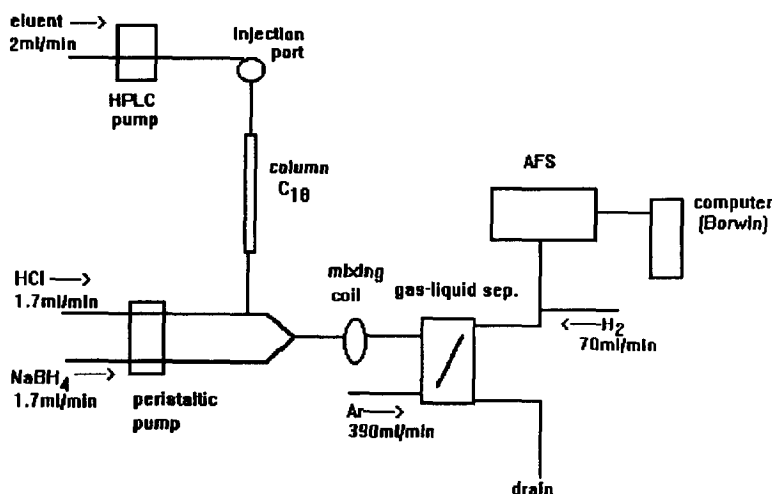 eluent
2ml/min
HPLC
pump
injection
port
column
C18
AFS
computer
(Borwin)
HCl
1.7ml/min
NaBH4
1.7ml/min
peristaltic
pump
mixing
coil
gas-liquid sep.
H2
70ml/min
Ar
390ml/min
drain